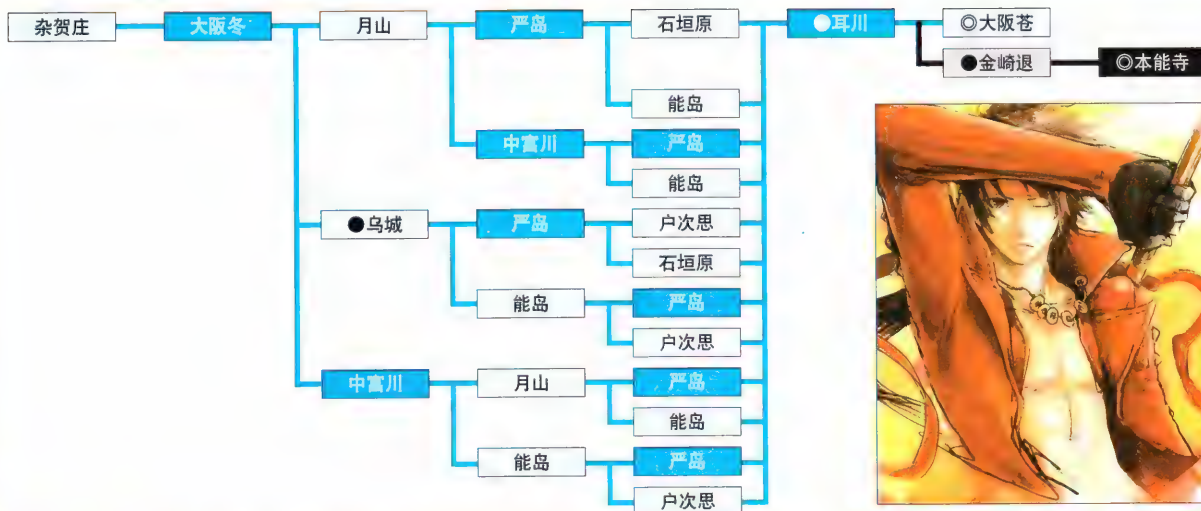 杂贺庄 大阪冬 月山 严岛 石垣原 ●耳川 ◎大阪苍
●金崎退 ◎本能寺
能岛
中富川 严岛
能岛
●乌城 严岛 户次思
石垣原
能岛 严岛
户次思
中富川 月山 严岛
能岛
能岛 严岛
户次思